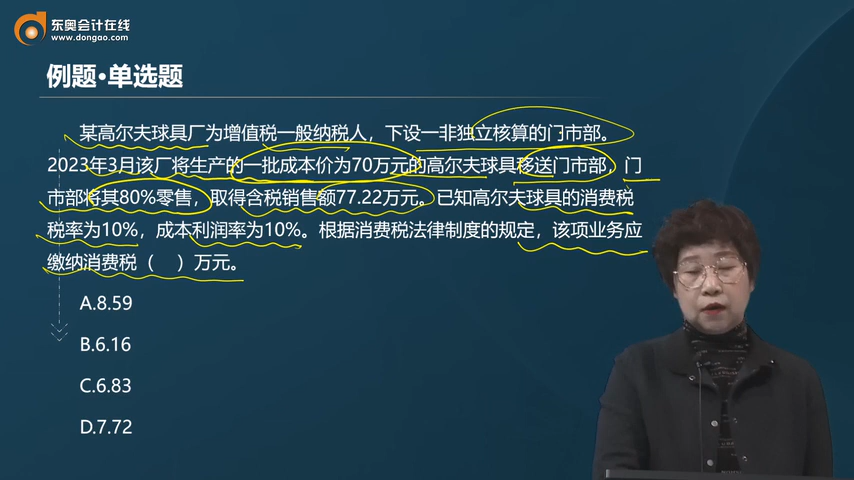 东奥会计在线
www.dongao.com
例题•单选题
某高尔夫球具厂为增值税一般纳税人，下设一非独立核算的门市部。
2023年3月该厂将生产的一批成本价为70万元的高尔夫球具移送门市部，门
市部将其80%零售，取得含税销售额77.22万元。已知高尔夫球具的消费税
税率为10%，成本利润率为10%。根据消费税法律制度的规定，该项业务应
缴纳消费税（ ）万元。
A.8.59
B.6.16
C.6.83
D.7.72